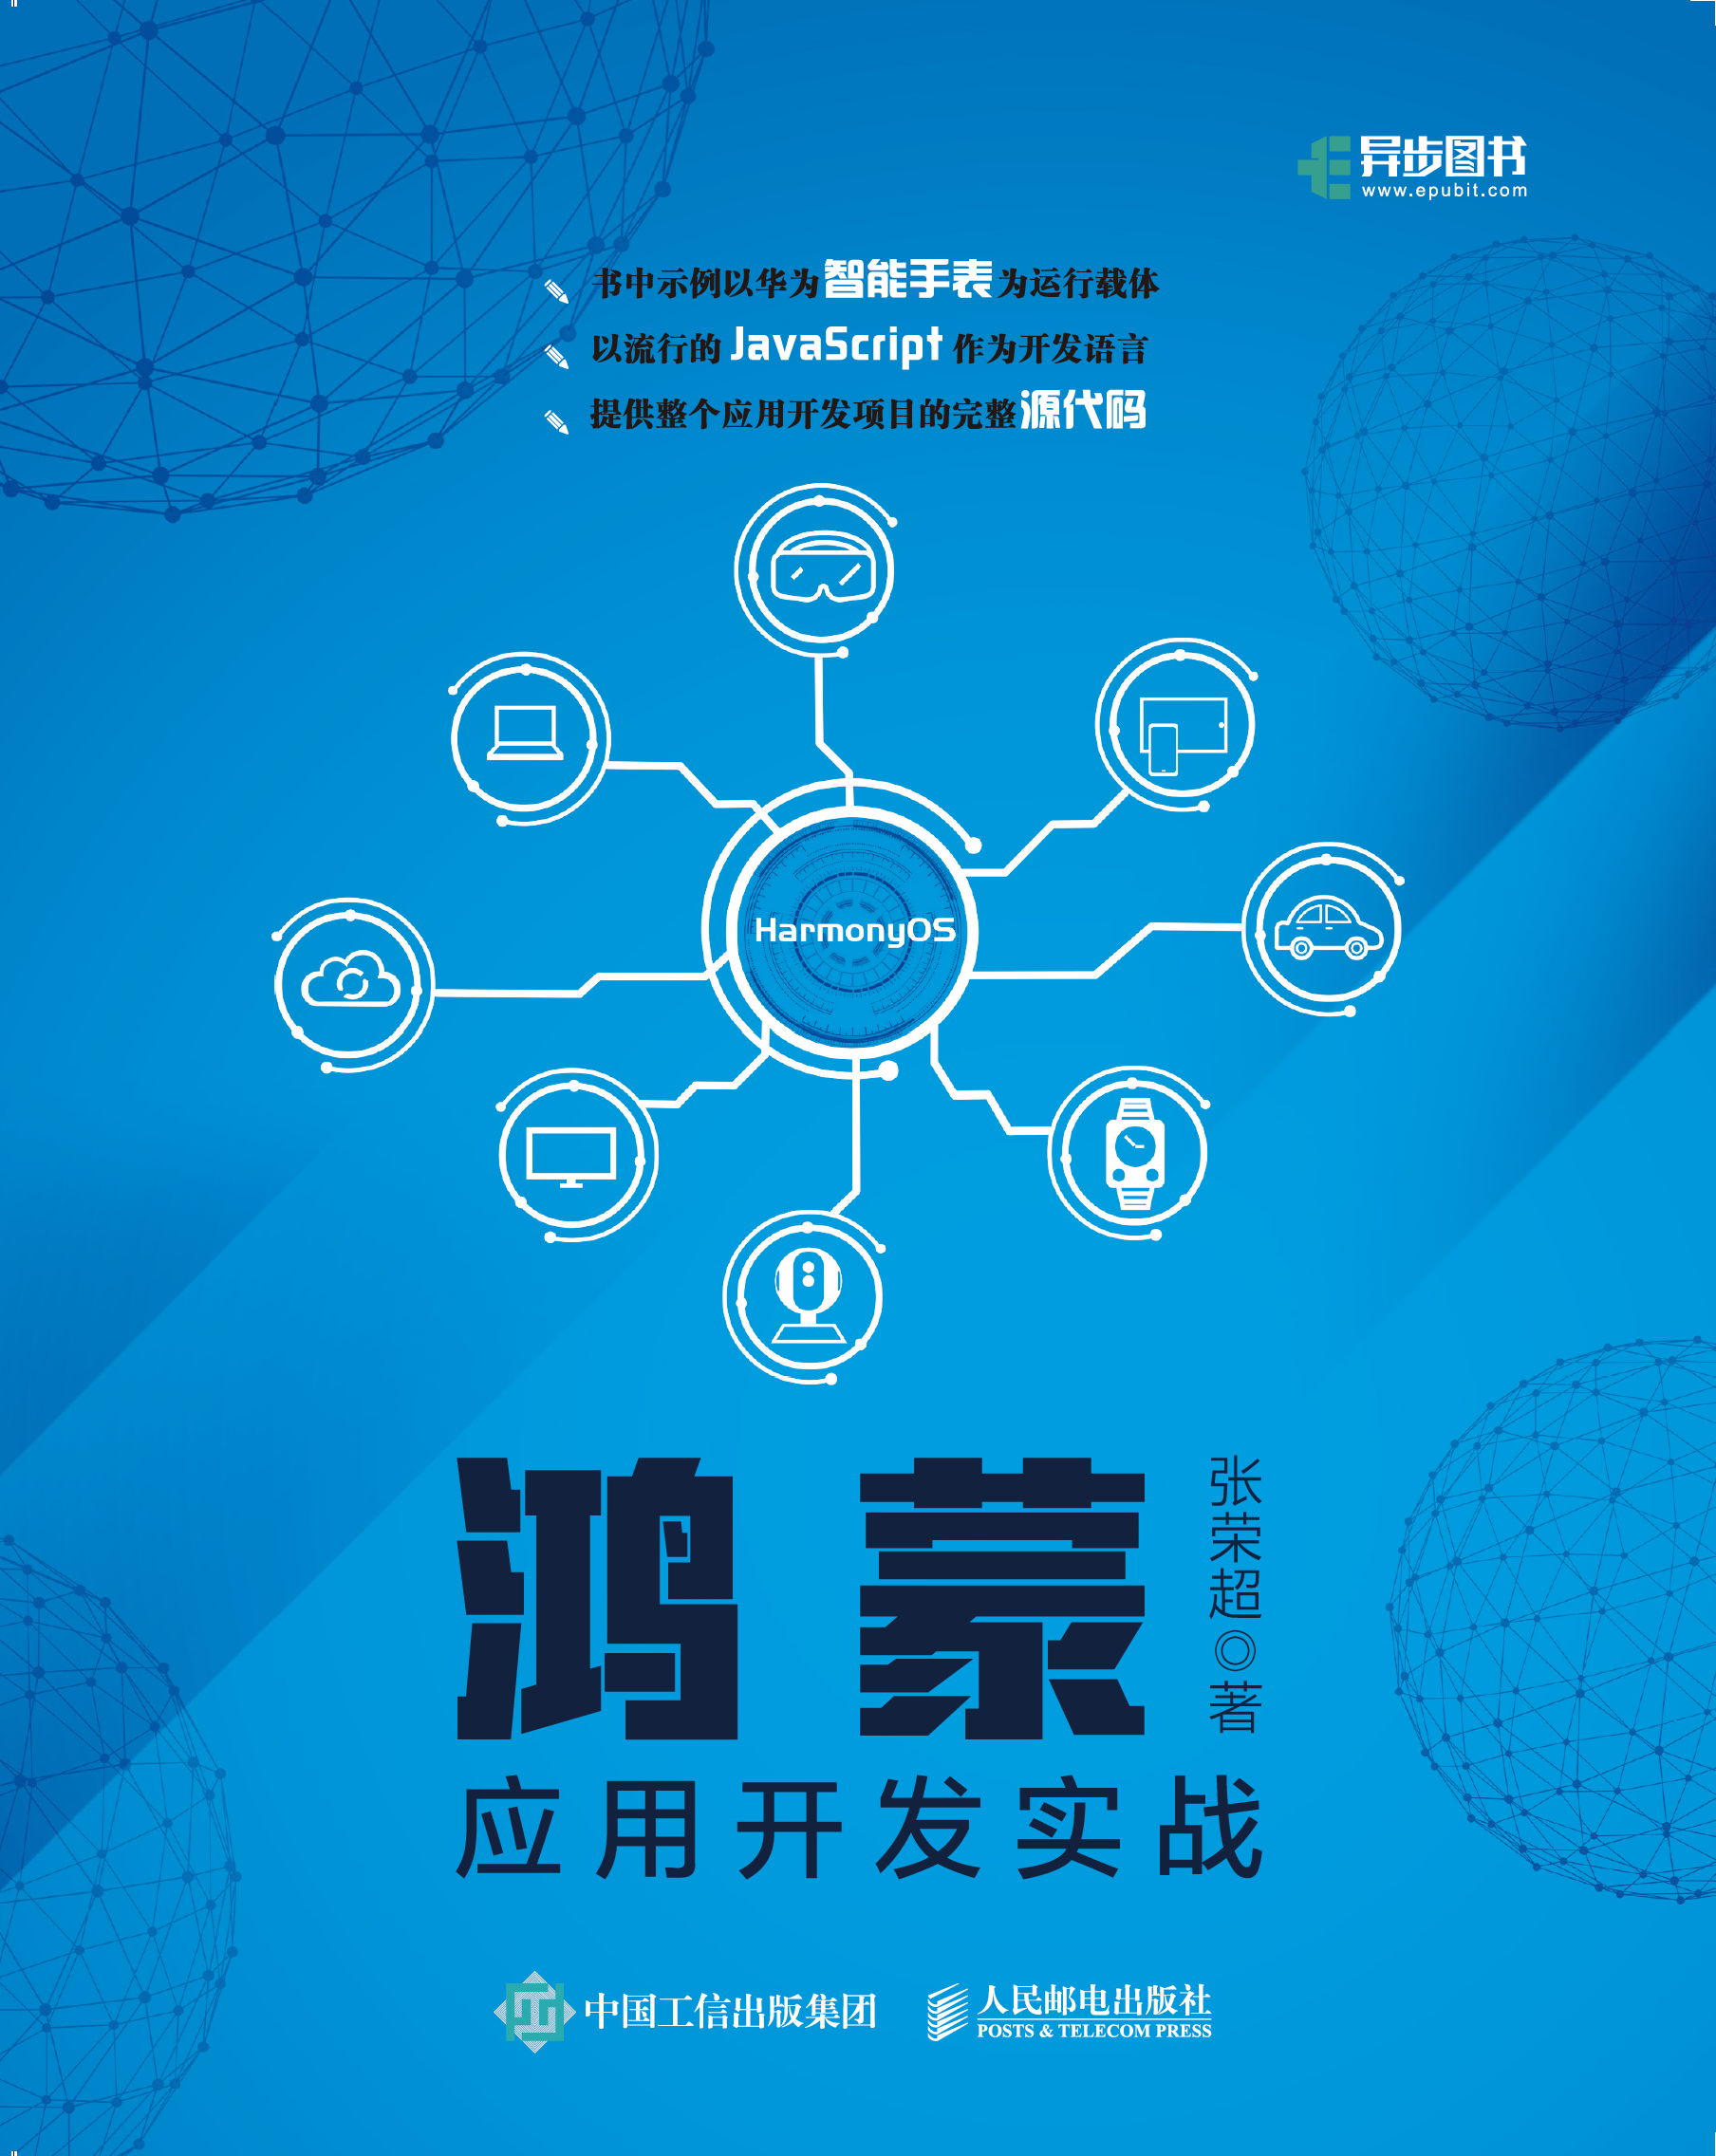 异步图书
www.epubit.com
书中示例以华为智能手表为运行载体
以流行的 JavaScript 作为开发语言
提供整个应用开发项目的完整源代码
HarmonyOS
鸿蒙
张荣超◎著
应用开发实战
中国工信出版集团
人民邮电出版社
POSTS & TELECOM PRESS